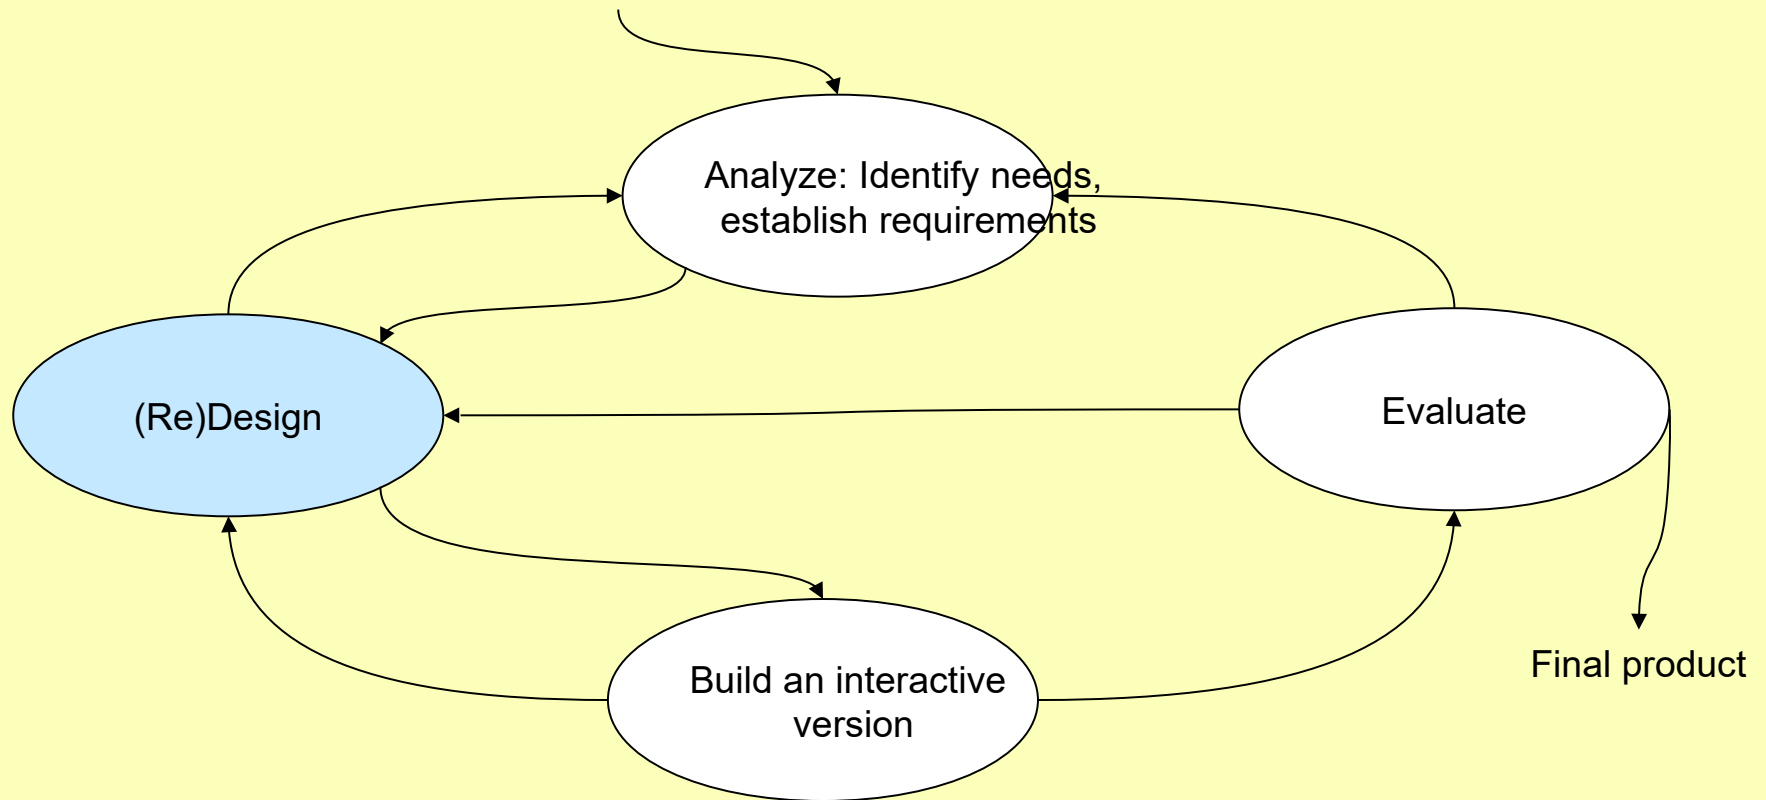 Analyze: Identify needs,
establish requirements
(Re)Design
Evaluate
Build an interactive
version
Final product